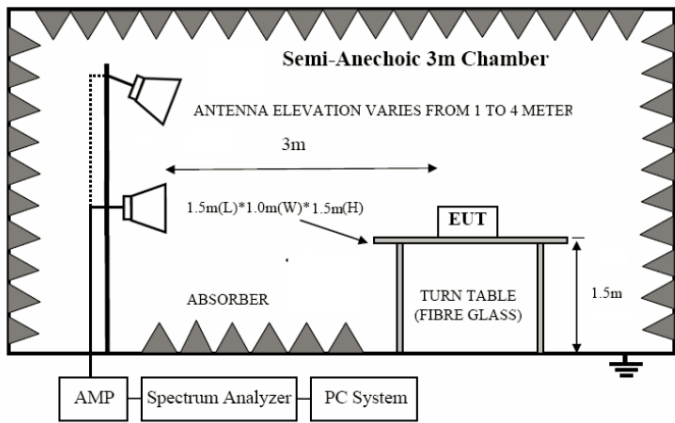 Semi-Anechoic 3m Chamber
ANTENNA ELEVATION VARIES FROM 1 TO 4 METER
3m
1.5m(L)*1.0m(W)*1.5m(H)
EUT
ABSORBER
TURN TABLE
(FIBRE GLASS)
1.5m
AMP
Spectrum Analyzer
PC System